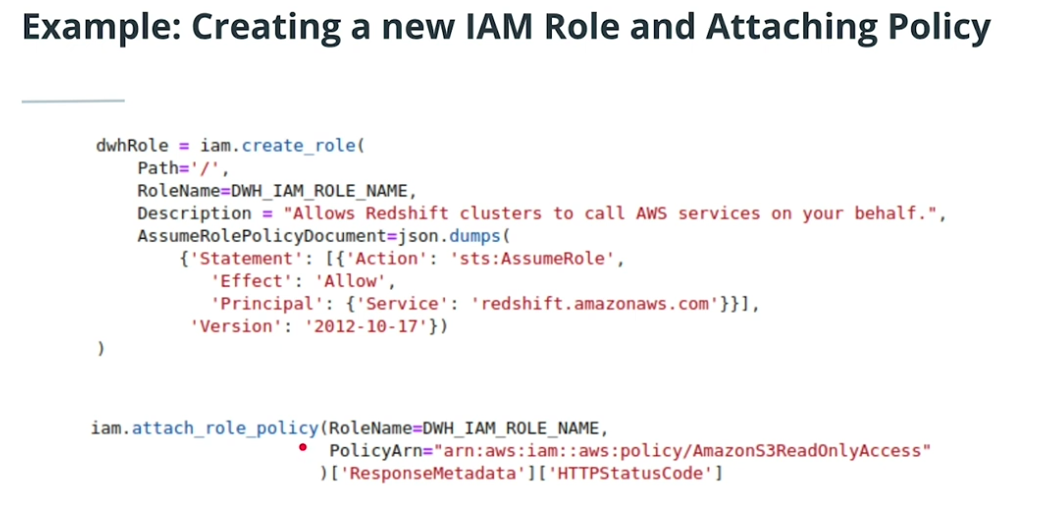 Example: Creating a new IAM Role and Attaching Policy
dwhRole = iam.create_role(
    Path='/',
    RoleName=DWH_IAM_ROLE_NAME,
    Description = "Allows Redshift clusters to call AWS services on your behalf.",
    AssumeRolePolicyDocument=json.dumps(
        {'Statement': [{'Action': 'sts:AssumeRole',
           'Effect': 'Allow',
           'Principal': {'Service': 'redshift.amazonaws.com'}}],
         'Version': '2012-10-17'})
)
iam.attach_role_policy(RoleName=DWH_IAM_ROLE_NAME,
                       PolicyArn="arn:aws:iam::aws:policy/AmazonS3ReadOnlyAccess"
                      )['ResponseMetadata']['HTTPStatusCode']